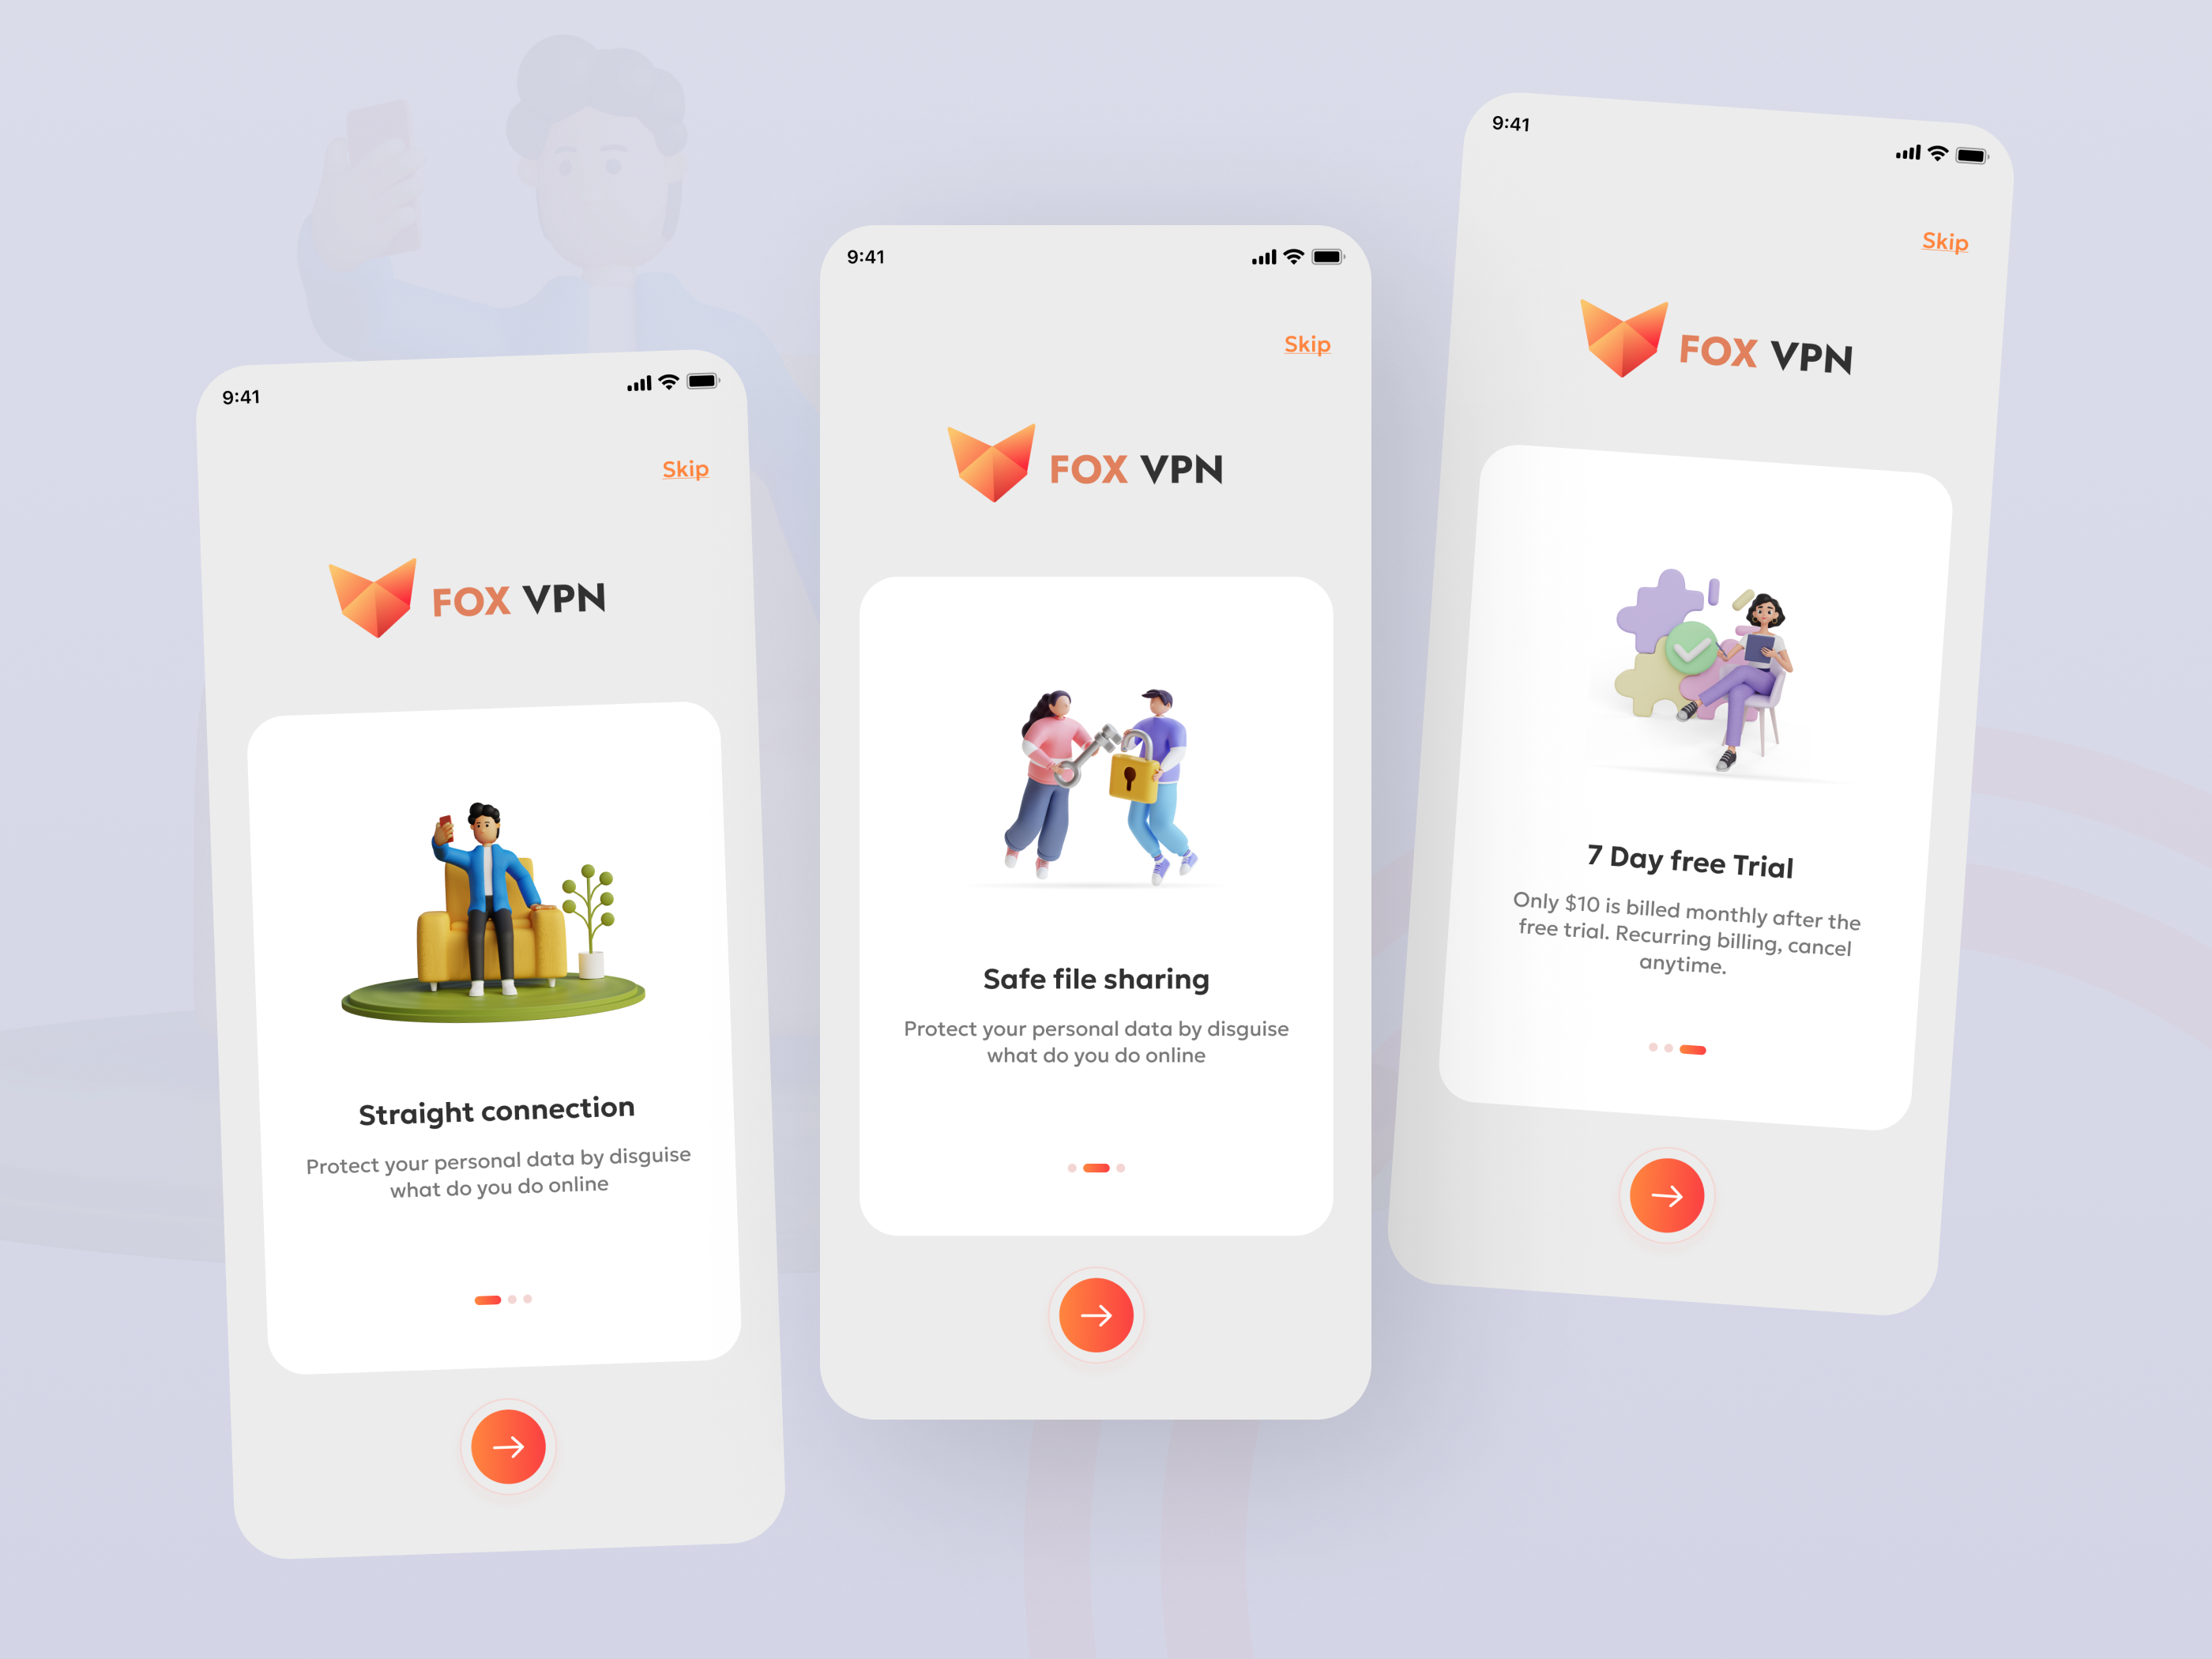 9:41
Skip
FOX VPN
Straight connection
Protect your personal data by disguise
what do you do online
9:41
Skip
FOX VPN
Safe file sharing
Protect your personal data by disguise
what do you do online
9:41
Skip
FOX VPN
7 Day free Trial
Only $10 is billed monthly after the
free trial. Recurring billing, cancel
anytime.